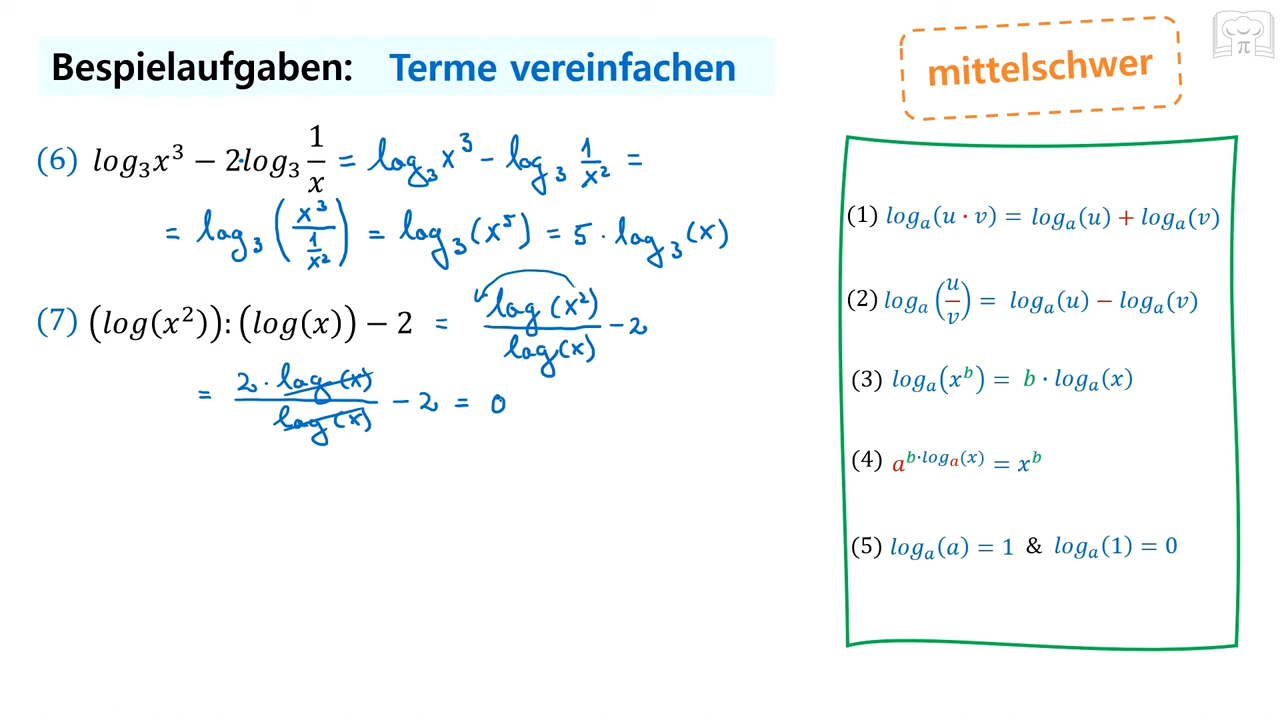 Bespielaufgaben: Terme vereinfachen
mittelschwer
(6) log₃x³ − 2·log₃ 1/x = log₃ x³ − log₃ 1/x² =
= log₃ (x³/(1/x²)) = log₃(x⁵) = 5 · log₃(x)
(7) (log(x²)):(log(x)) − 2 = log(x²)/log(x) − 2
= 2 · log(x)/log(x) − 2 = 0
(1) logₐ(u · v) = logₐ(u) + logₐ(v)
(2) logₐ(u/v) = logₐ(u) − logₐ(v)
(3) logₐ(xᵇ) = b · logₐ(x)
(4) a^(b·logₐ(x)) = xᵇ
(5) logₐ(a) = 1 & logₐ(1) = 0
π